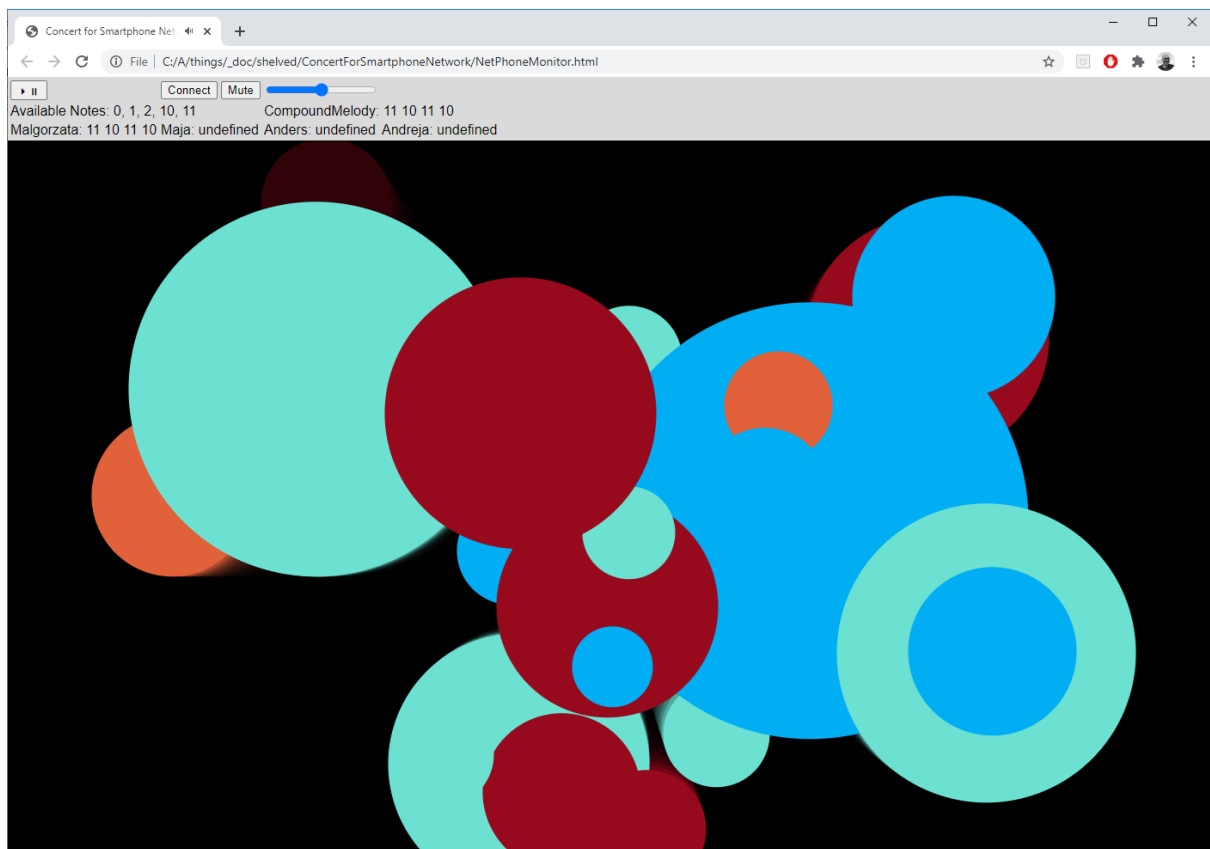 Concert for Smartphone Net
File | C:/A/things/_doc/shelved/ConcertForSmartphoneNetwork/NetPhoneMonitor.html
Connect Mute
Available Notes: 0, 1, 2, 10, 11 CompoundMelody: 11 10 11 10
Malgorzata: 11 10 11 10 Maja: undefined Anders: undefined Andreja: undefined